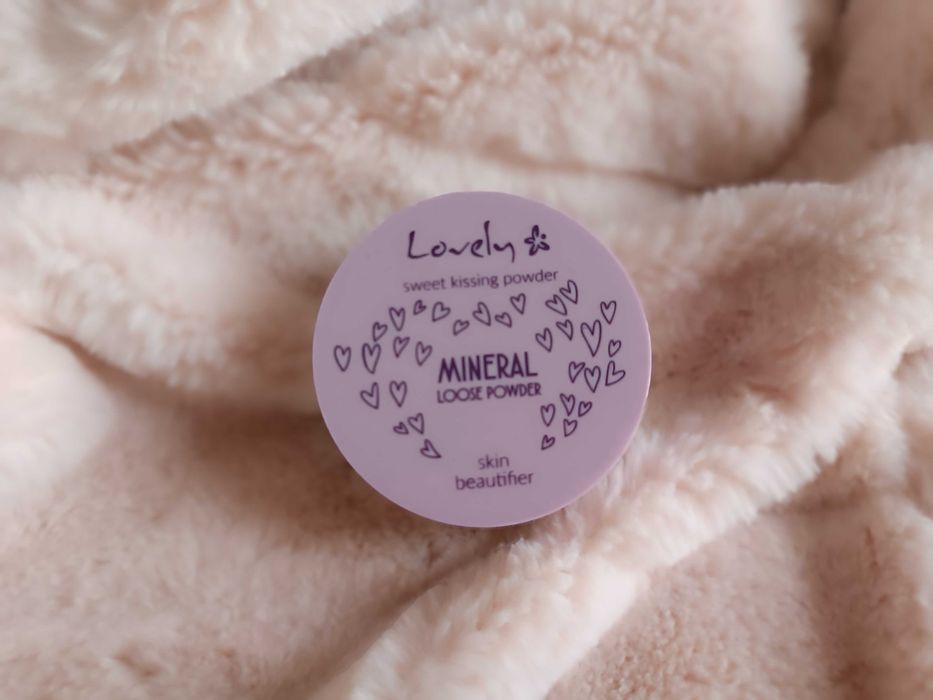 Lovely
sweet kissing powder
MINERAL
LOOSE POWDER
skin
beautifier